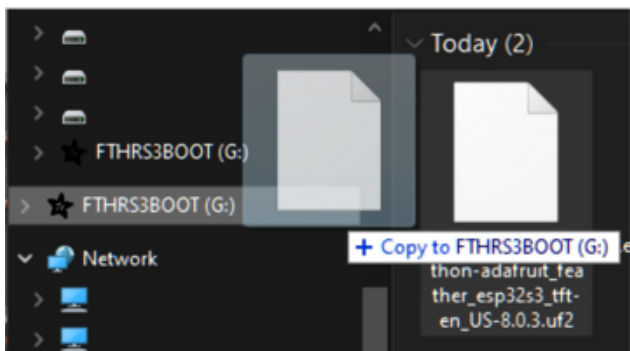 Today (2)
FTHRS3BOOT (G:)
FTHRS3BOOT (G:)
+ Copy to FTHRS3BOOT (G:)
Network
thon-adafruit_fea
ther_esp32s3_tft-
en_US-8.0.3.uf2